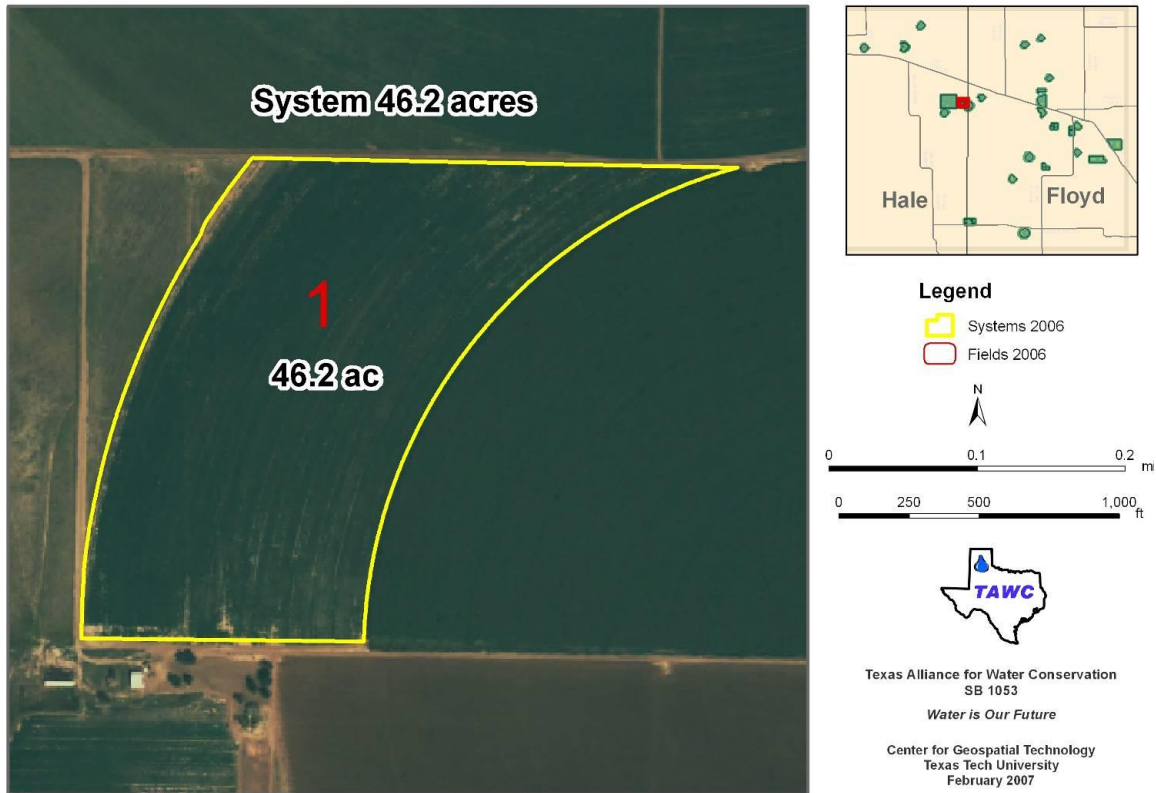 System 46.2 acres
1
46.2 ac
Hale
Floyd
Legend
Systems 2006
Fields 2006
N
0 0.1 0.2
mi
0 250 500 1,000
ft
TAWC
Texas Alliance for Water Conservation
SB 1053
Water is Our Future
Center for Geospatial Technology
Texas Tech University
February 2007